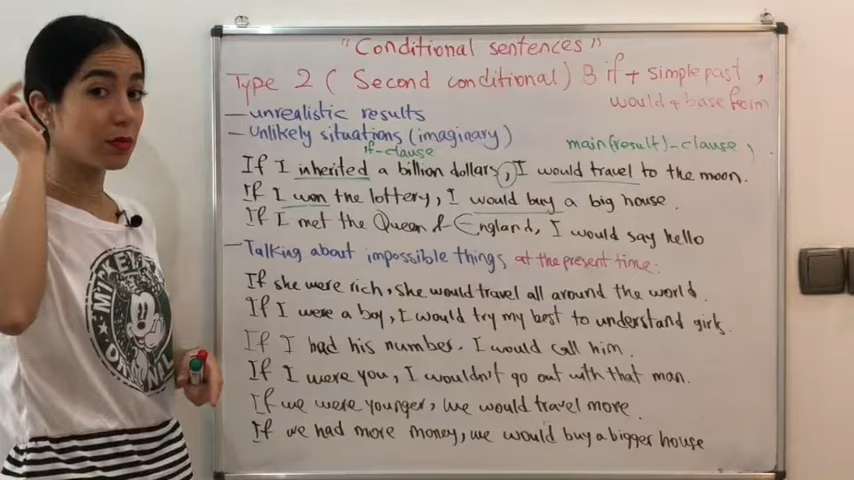 "Conditional sentences"
Type 2 (Second conditional) 8 if + simple past,
would + base form
- unrealistic results
- Unlikely situations (imaginary)
if-clause
main(result)-clause
If I inherited a billion dollars, I would travel to the moon.
If I won the lottery, I would buy a big house.
If I met the Queen of England, I would say hello
- Talking about impossible things, at the present time:
If she were rich, she would travel all around the world.
If I were a boy, I would try my best to understand girls.
If I had his number. I would call him.
If I were you, I wouldn't go out with that man.
If we were younger, we would travel more.
If we had more money, we would buy a bigger house
MICKEY